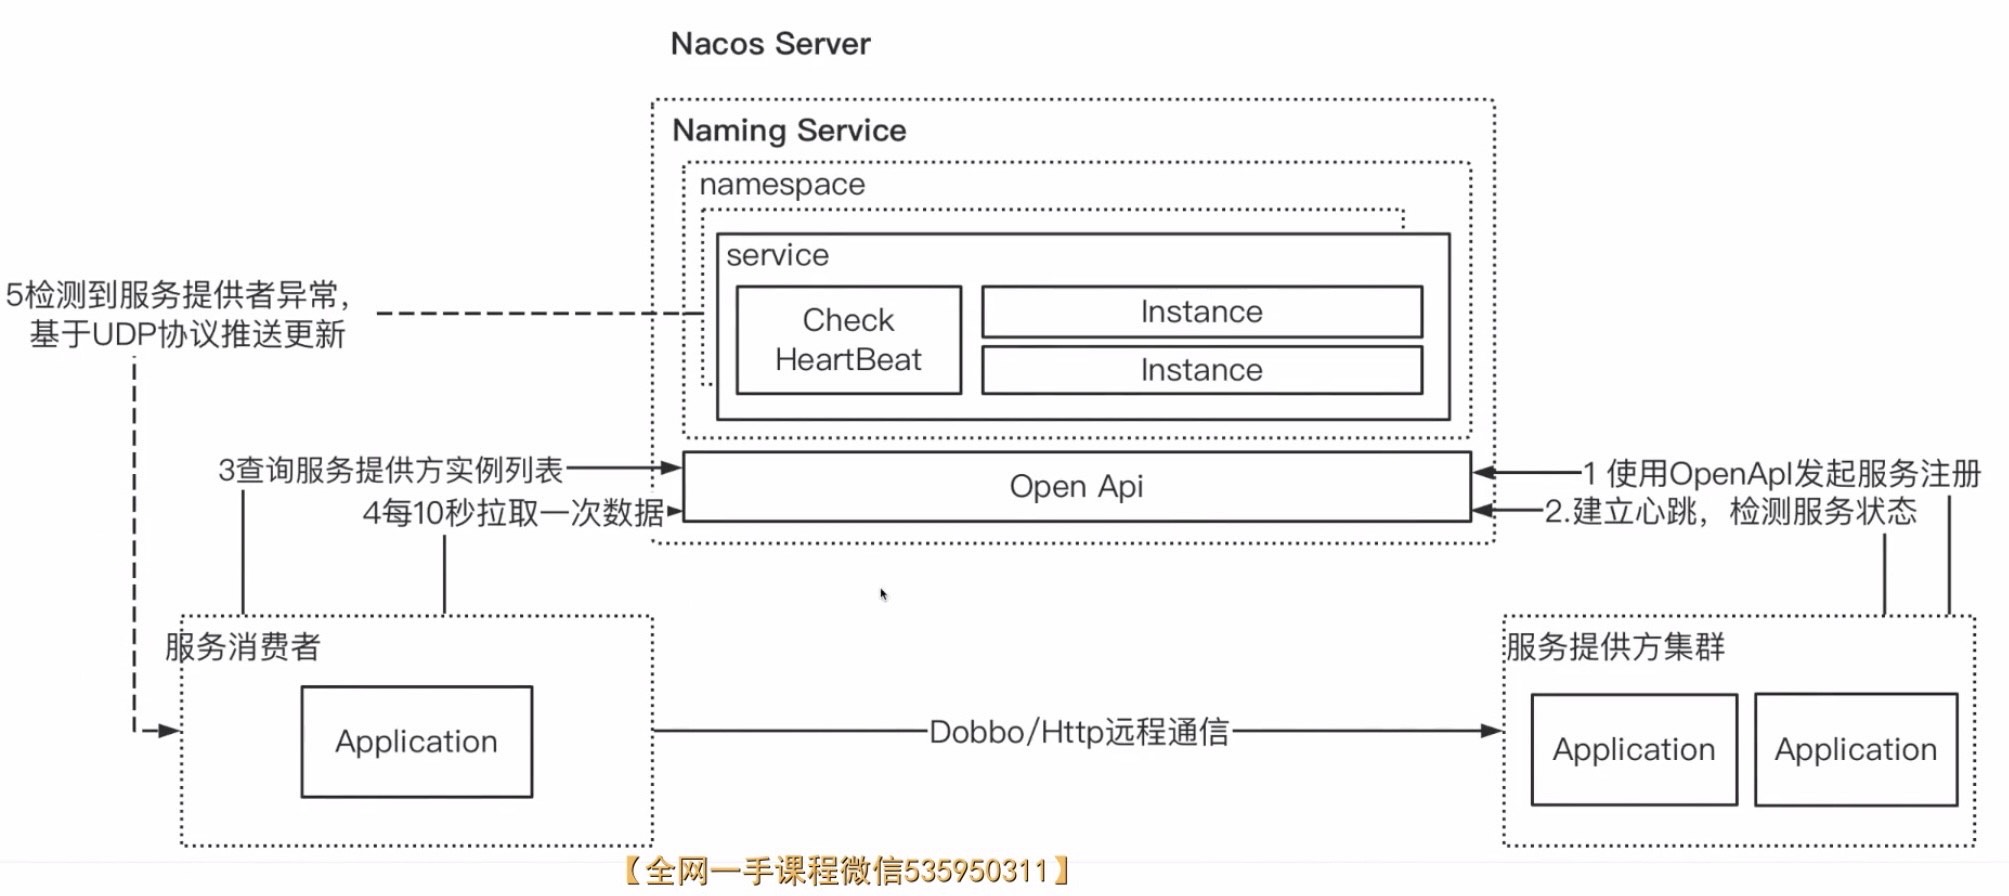 Nacos Server
Naming Service
namespace
service
Check
HeartBeat
Instance
Instance
5检测到服务提供者异常，
基于UDP协议推送更新
3查询服务提供方实例列表
4每10秒拉取一次数据
Open Api
1 使用OpenApI发起服务注册
2.建立心跳，检测服务状态
服务消费者
Application
Dobbo/Http远程通信
服务提供方集群
Application
Application
【全网一手课程微信535950311】